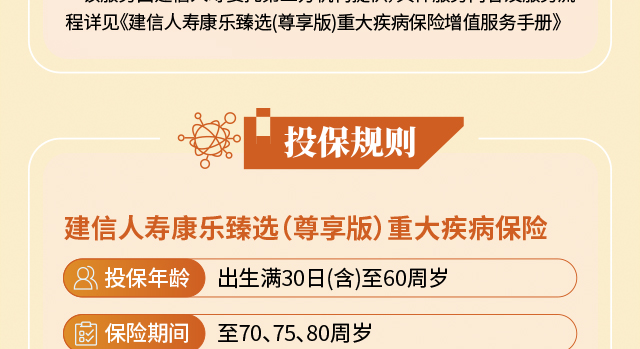 程详见《建信人寿康乐臻选(尊享版)重大疾病保险增值服务手册》
投保规则
建信人寿康乐臻选(尊享版)重大疾病保险
投保年龄 出生满30日(含)至60周岁
保险期间 至70、75、80周岁